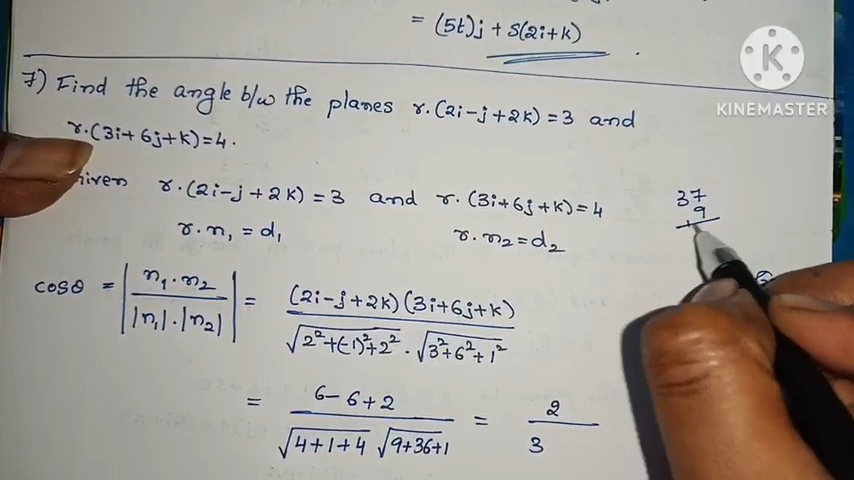 = (5t)j + s(2i+k)
7) Find the angle b/w the planes r.(2i-j+2k)=3 and
r.(3i+6j+k)=4.
r.(2i-j+2k)=3 and r.(3i+6j+k)=4
r.n₁ = d₁ r.n₂ = d₂
37
9
cosθ = |n₁.n₂ / |n₁|.|n₂|| = (2i-j+2k)(3i+6j+k) / √2²+(-1)²+2² . √3²+6²+1²
= 6-6+2 / √4+1+4 √9+36+1 = 2 / 3
K
KINEMASTER